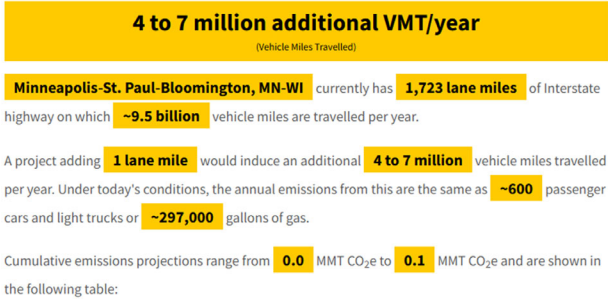 4 to 7 million additional VMT/year
(Vehicle Miles Travelled)
Minneapolis-St. Paul-Bloomington, MN-WI currently has 1,723 lane miles of Interstate
highway on which ~9.5 billion vehicle miles are travelled per year.
A project adding 1 lane mile would induce an additional 4 to 7 million vehicle miles travelled
per year. Under today's conditions, the annual emissions from this are the same as ~600 passenger
cars and light trucks or ~297,000 gallons of gas.
Cumulative emissions projections range from 0.0 MMT CO₂e to 0.1 MMT CO₂e and are shown in
the following table: